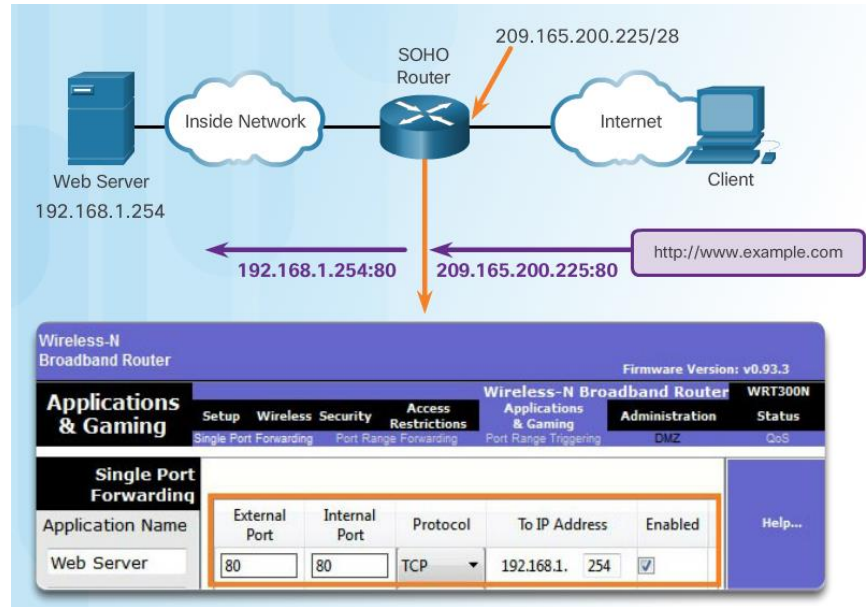 209.165.200.225/28
SOHO
Router
Inside Network
Internet
Web Server
192.168.1.254
Client
http://www.example.com
192.168.1.254:80
209.165.200.225:80
Wireless-N
Broadband Router
Firmware Version: v0.93.3
Applications
& Gaming
Wireless-N Broadband Router
WRT300N
Setup
Wireless
Security
Access
Restrictions
Applications
& Gaming
Administration
Status
Single Port Forwarding
Port Range Forwarding
Port Range Triggering
DMZ
QoS
Single Port
Forwarding
Application Name
External
Port
Internal
Port
Protocol
To IP Address
Enabled
Help...
Web Server
80
80
TCP
192.168.1. 254